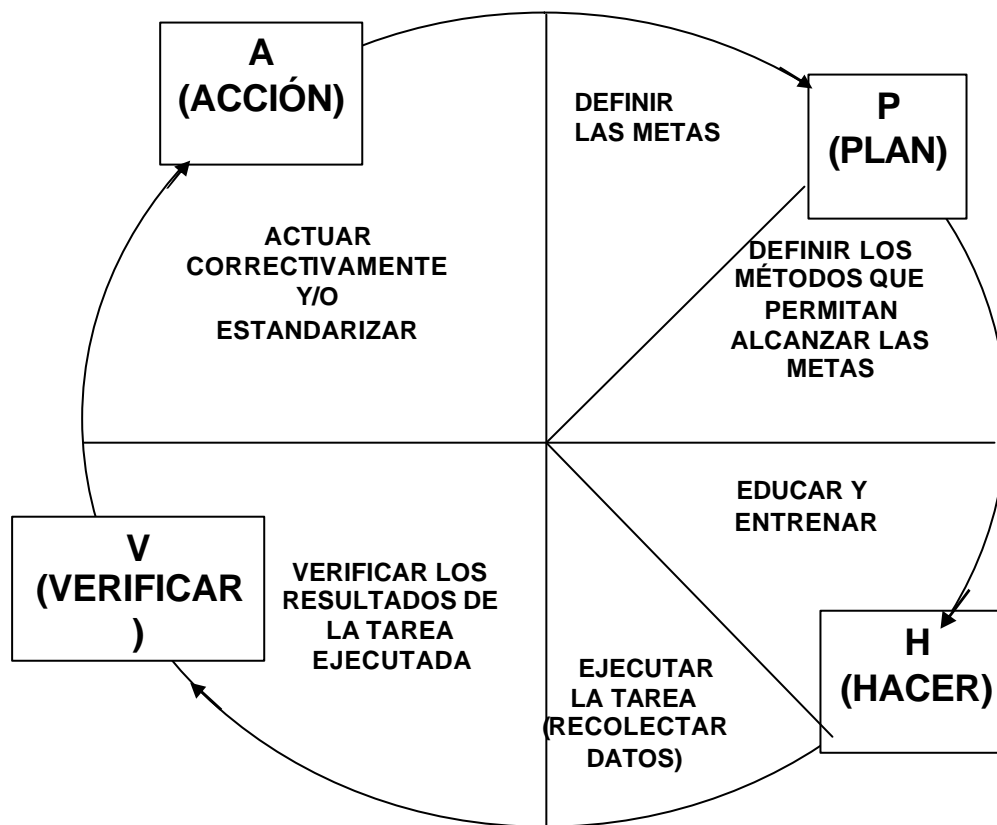 A
(ACCIÓN)
DEFINIR
LAS METAS
P
(PLAN)
DEFINIR LOS
MÉTODOS QUE
PERMITAN
ALCANZAR LAS
METAS
EDUCAR Y
ENTRENAR
H
(HACER)
EJECUTAR
LA TAREA
(RECOLECTAR
DATOS)
VERIFICAR LOS
RESULTADOS DE
LA TAREA
EJECUTADA
V
(VERIFICAR
)
ACTUAR
CORRECTIVAMENTE
Y/O
ESTANDARIZAR